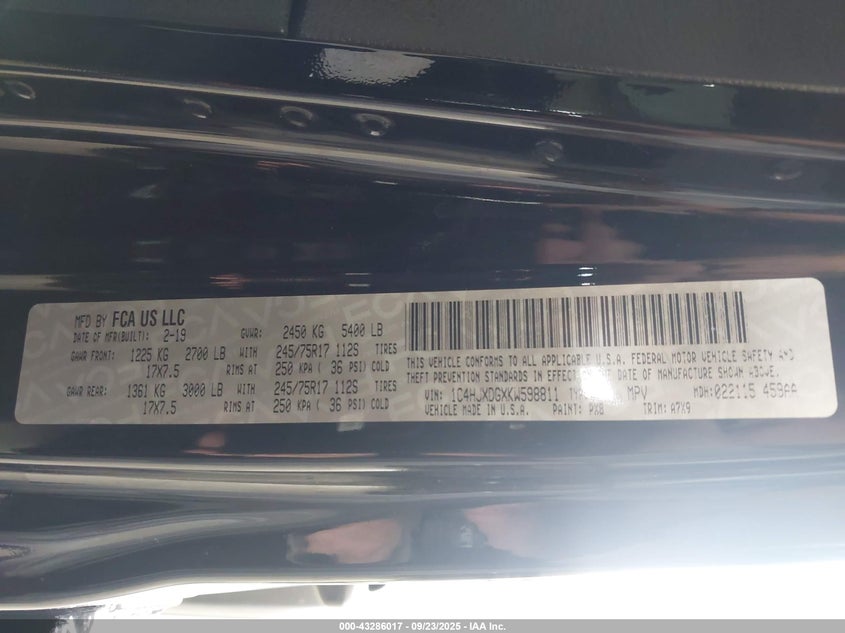 MFD BY FCA US LLC
DATE OF MFR(BUILT): 2-19 GVWR: 2450 KG 5400 LB
GAWR FRONT: 1225 KG 2700 LB WITH 245/75R17 112S TIRES
17X7.5 RIMS AT 250 KPA ( 36 PSI) COLD
GAWR REAR: 1361 KG 3000 LB WITH 245/75R17 112S TIRES
17X7.5 RIMS AT 250 KPA ( 36 PSI) COLD
THIS VEHICLE CONFORMS TO ALL APPLICABLE U.S.A. FEDERAL MOTOR VEHICLE SAFETY AND
THEFT PREVENTION STANDARDS IN EFFECT ON THE DATE OF MANUFACTURE SHOWN ABOVE.
VIN: 1C4HJXDGXKW598811 MPV MDH: 022115 458AA
VEHICLE MADE IN U.S.A. PAINT: PX8 TRIM: A7X9
000-43286017 - 09/23/2025 - IAA Inc.